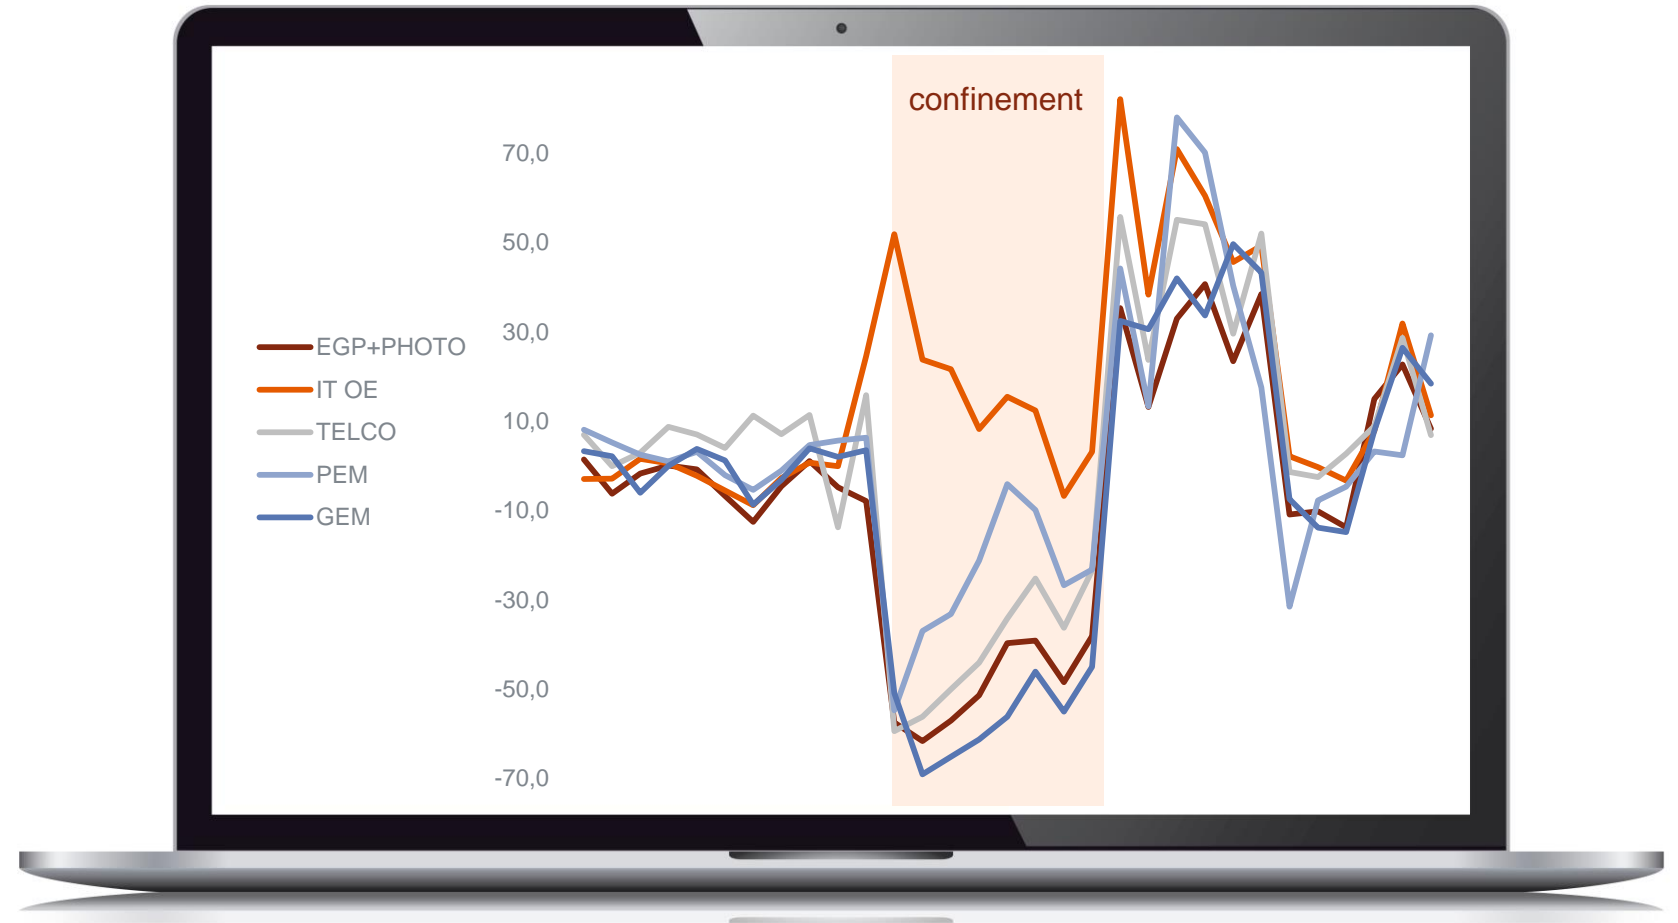 confinement
70,0
50,0
30,0
10,0
-10,0
-30,0
-50,0
-70,0
EGP+PHOTO
IT OE
TELCO
PEM
GEM